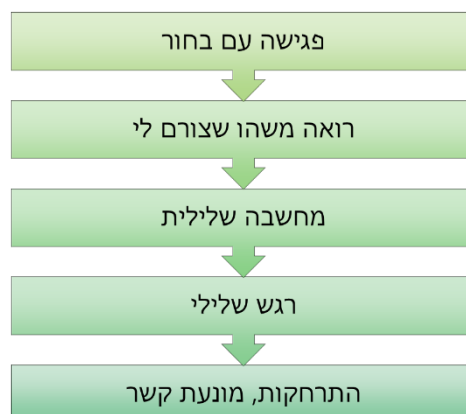 פגישה עם בחור
רואה משהו שצורם לי
מחשבה שלילית
רגש שלילי
התרחקות, מונעת קשר